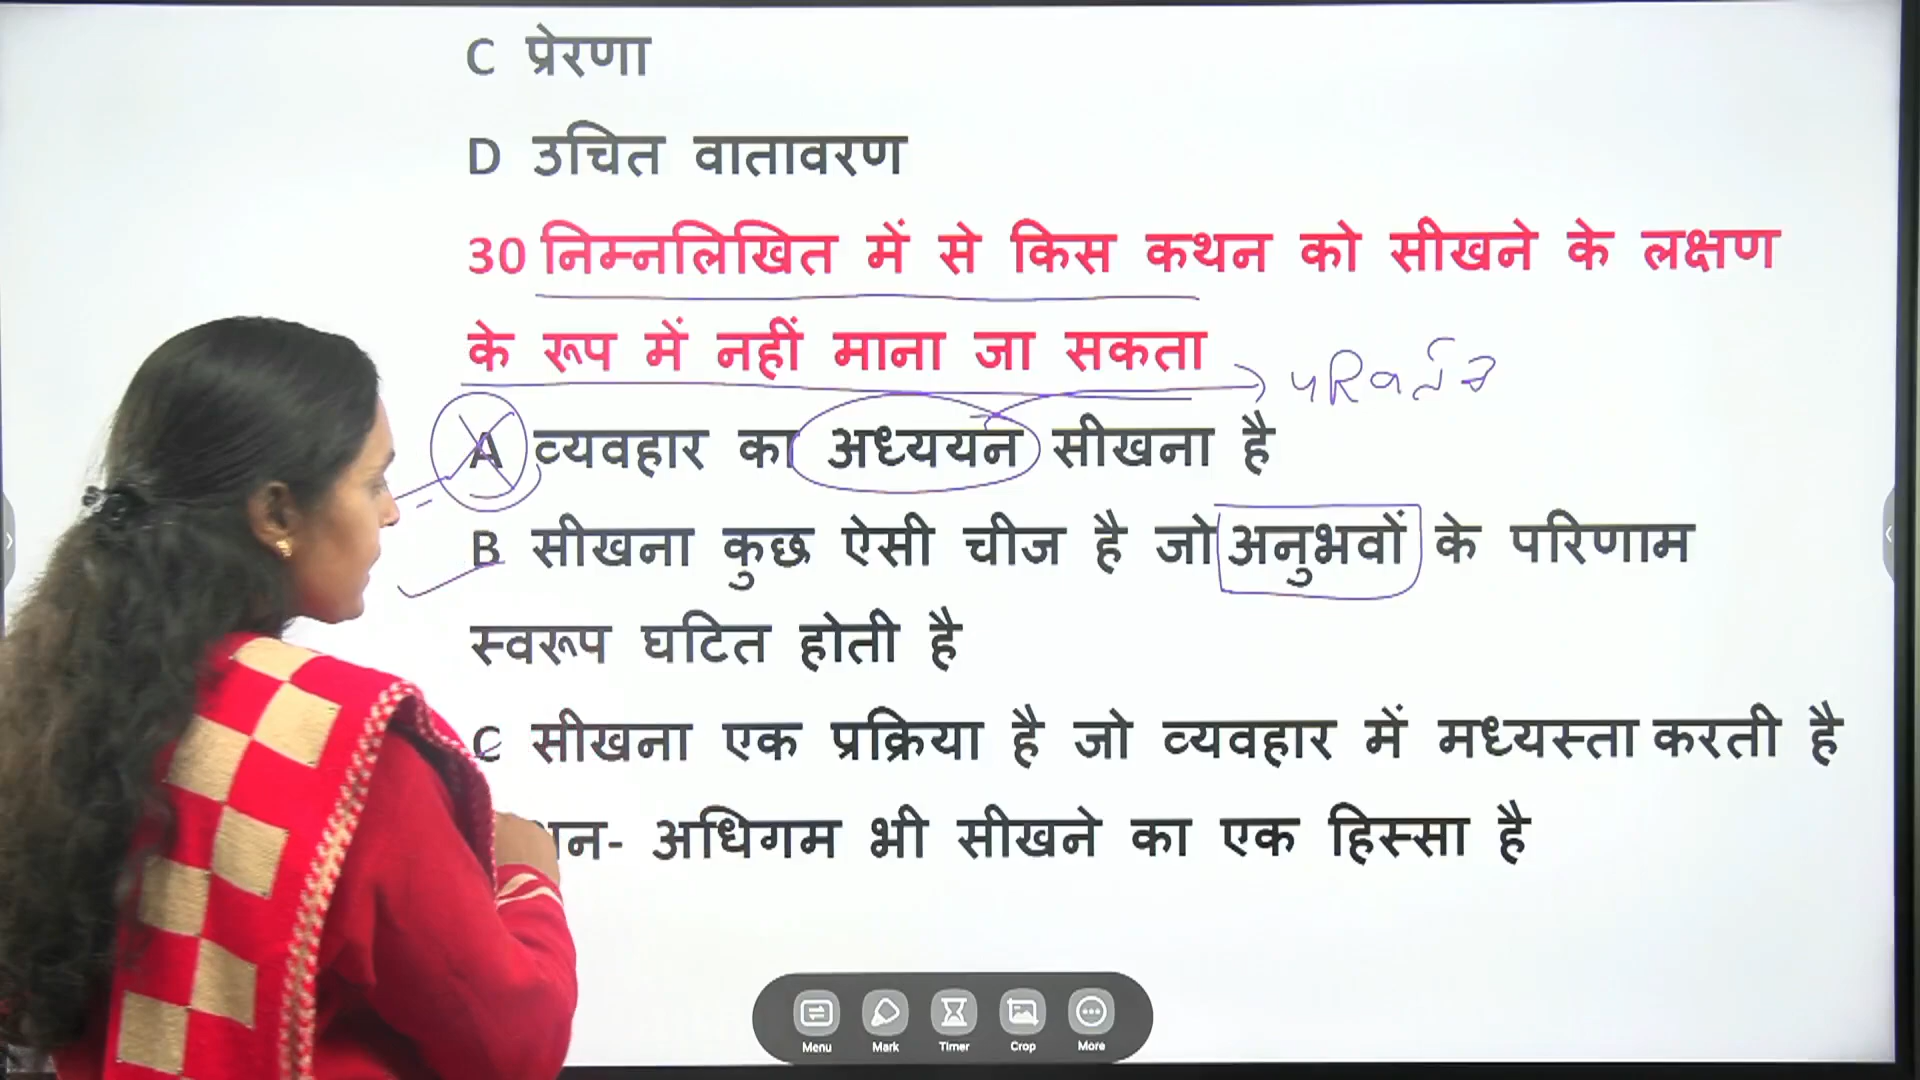 C प्रेरणा
D उचित वातावरण
30 निम्नलिखित में से किस कथन को सीखने के लक्षण
के रूप में नहीं माना जा सकता
A व्यवहार का अध्ययन सीखना है
B सीखना कुछ ऐसी चीज है जो अनुभवों के परिणाम
स्वरूप घटित होती है
C सीखना एक प्रक्रिया है जो व्यवहार में मध्यस्ता करती है
अधिगम भी सीखने का एक हिस्सा है
Menu Mark Timer Crop More